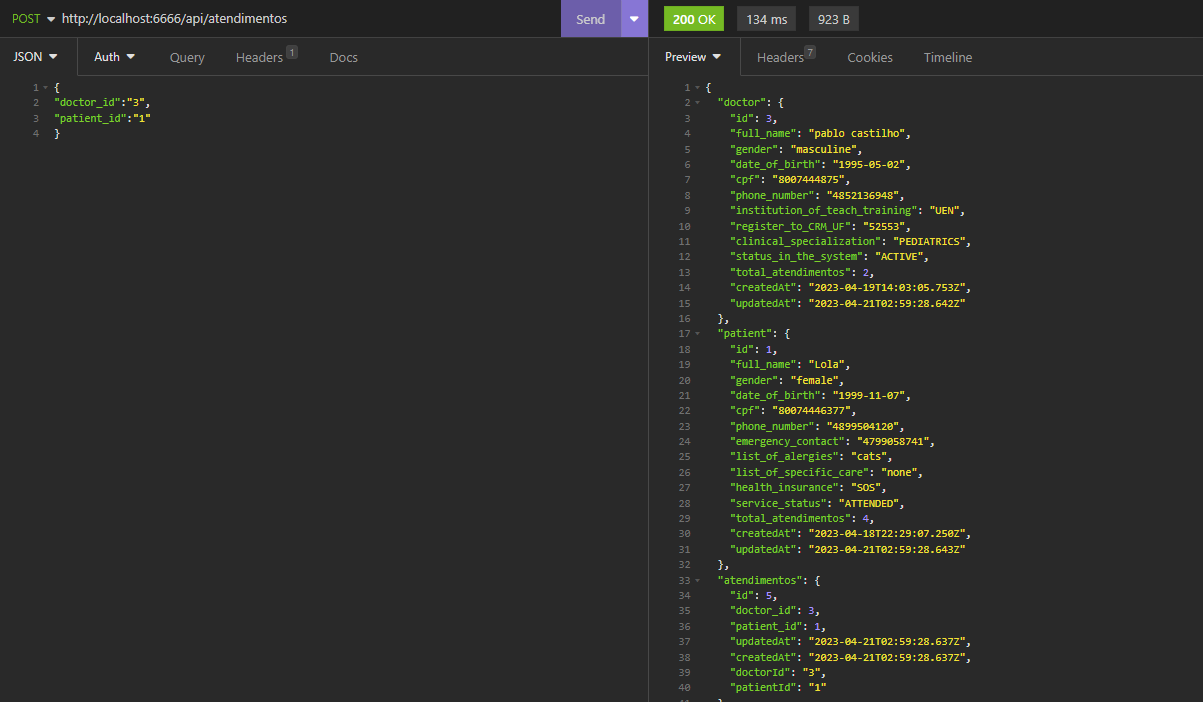 POST http://localhost:6666/api/atendimentos Send 200 OK 134 ms 923 B
JSON Auth Query Headers 1 Docs Preview Headers 7 Cookies Timeline
1 {
2 "doctor_id":"3",
3 "patient_id":"1"
4 }
1 {
2 "doctor": {
3 "id": 3,
4 "full_name": "pablo castilho",
5 "gender": "masculine",
6 "date_of_birth": "1995-05-02",
7 "cpf": "8007444875",
8 "phone_number": "4852136948",
9 "institution_of_teach_training": "UEN",
10 "register_to_CRM_UF": "52553",
11 "clinical_specialization": "PEDIATRICS",
12 "status_in_the_system": "ACTIVE",
13 "total_atendimentos": 2,
14 "createdAt": "2023-04-19T14:03:05.753Z",
15 "updatedAt": "2023-04-21T02:59:28.642Z"
16 },
17 "patient": {
18 "id": 1,
19 "full_name": "Lola",
20 "gender": "female",
21 "date_of_birth": "1999-11-07",
22 "cpf": "80074446377",
23 "phone_number": "4899504120",
24 "emergency_contact": "4799058741",
25 "list_of_alergies": "cats",
26 "list_of_specific_care": "none",
27 "health_insurance": "SOS",
28 "service_status": "ATTENDED",
29 "total_atendimentos": 4,
30 "createdAt": "2023-04-18T22:29:07.250Z",
31 "updatedAt": "2023-04-21T02:59:28.643Z"
32 },
33 "atendimentos": {
34 "id": 5,
35 "doctor_id": 3,
36 "patient_id": 1,
37 "updatedAt": "2023-04-21T02:59:28.637Z",
38 "createdAt": "2023-04-21T02:59:28.637Z",
39 "doctorId": "3",
40 "patientId": "1"